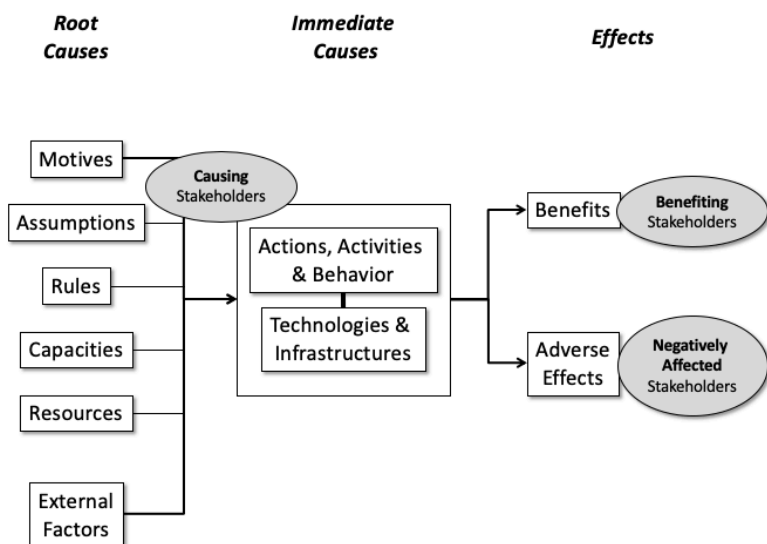 Root
Causes
Immediate
Causes
Effects
Motives
Assumptions
Rules
Capacities
Resources
External
Factors
Causing
Stakeholders
Actions, Activities
& Behavior
Technologies &
Infrastructures
Benefits
Benefiting
Stakeholders
Adverse
Effects
Negatively
Affected
Stakeholders